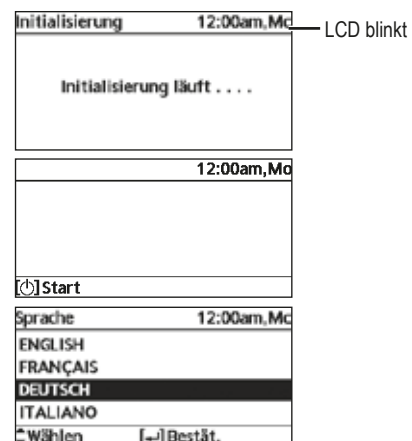 Initialisierung 12:00am,Mo
LCD blinkt
Initialisierung läuft . . . .
12:00am,Mo
[⏻] Start
Sprache 12:00am,Mo
ENGLISH
FRANÇAIS
DEUTSCH
ITALIANO
Wählen [↵] Bestät.